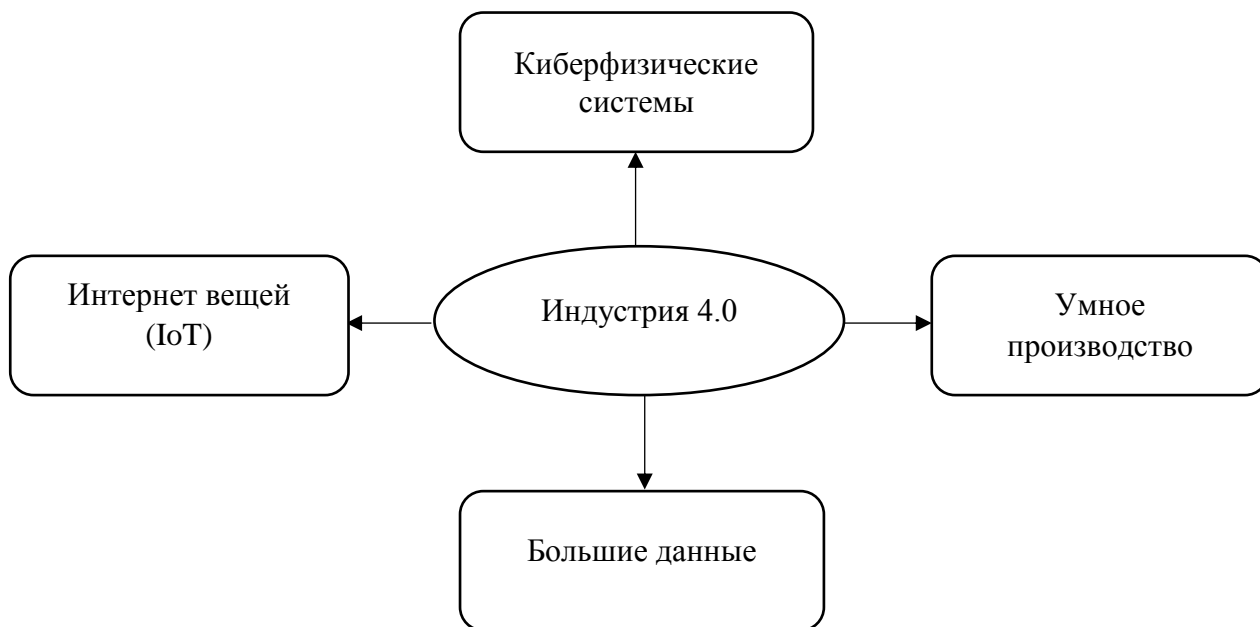 Киберфизические
системы
Интернет вещей
(IoT)
Индустрия 4.0
Умное
производство
Большие данные